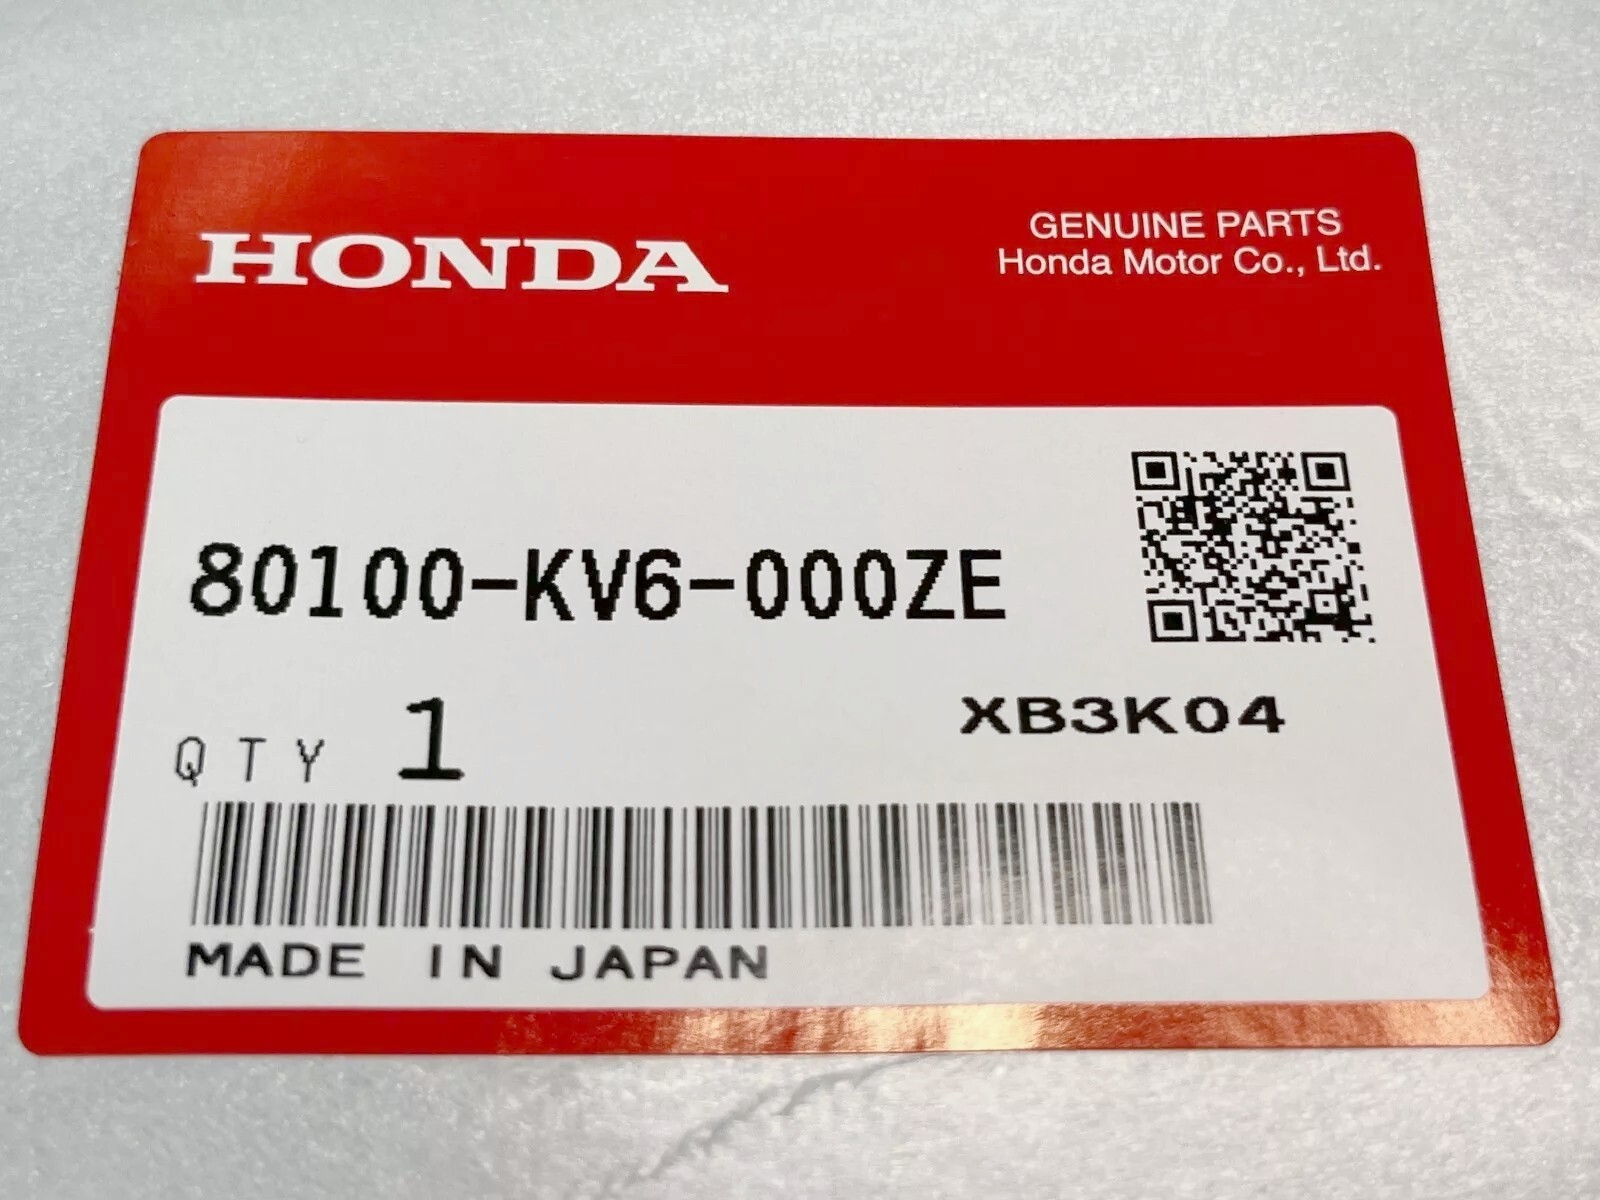 HONDA
GENUINE PARTS
Honda Motor Co., Ltd.
80100-KV6-000ZE
XB3K04
QTY 1
MADE IN JAPAN